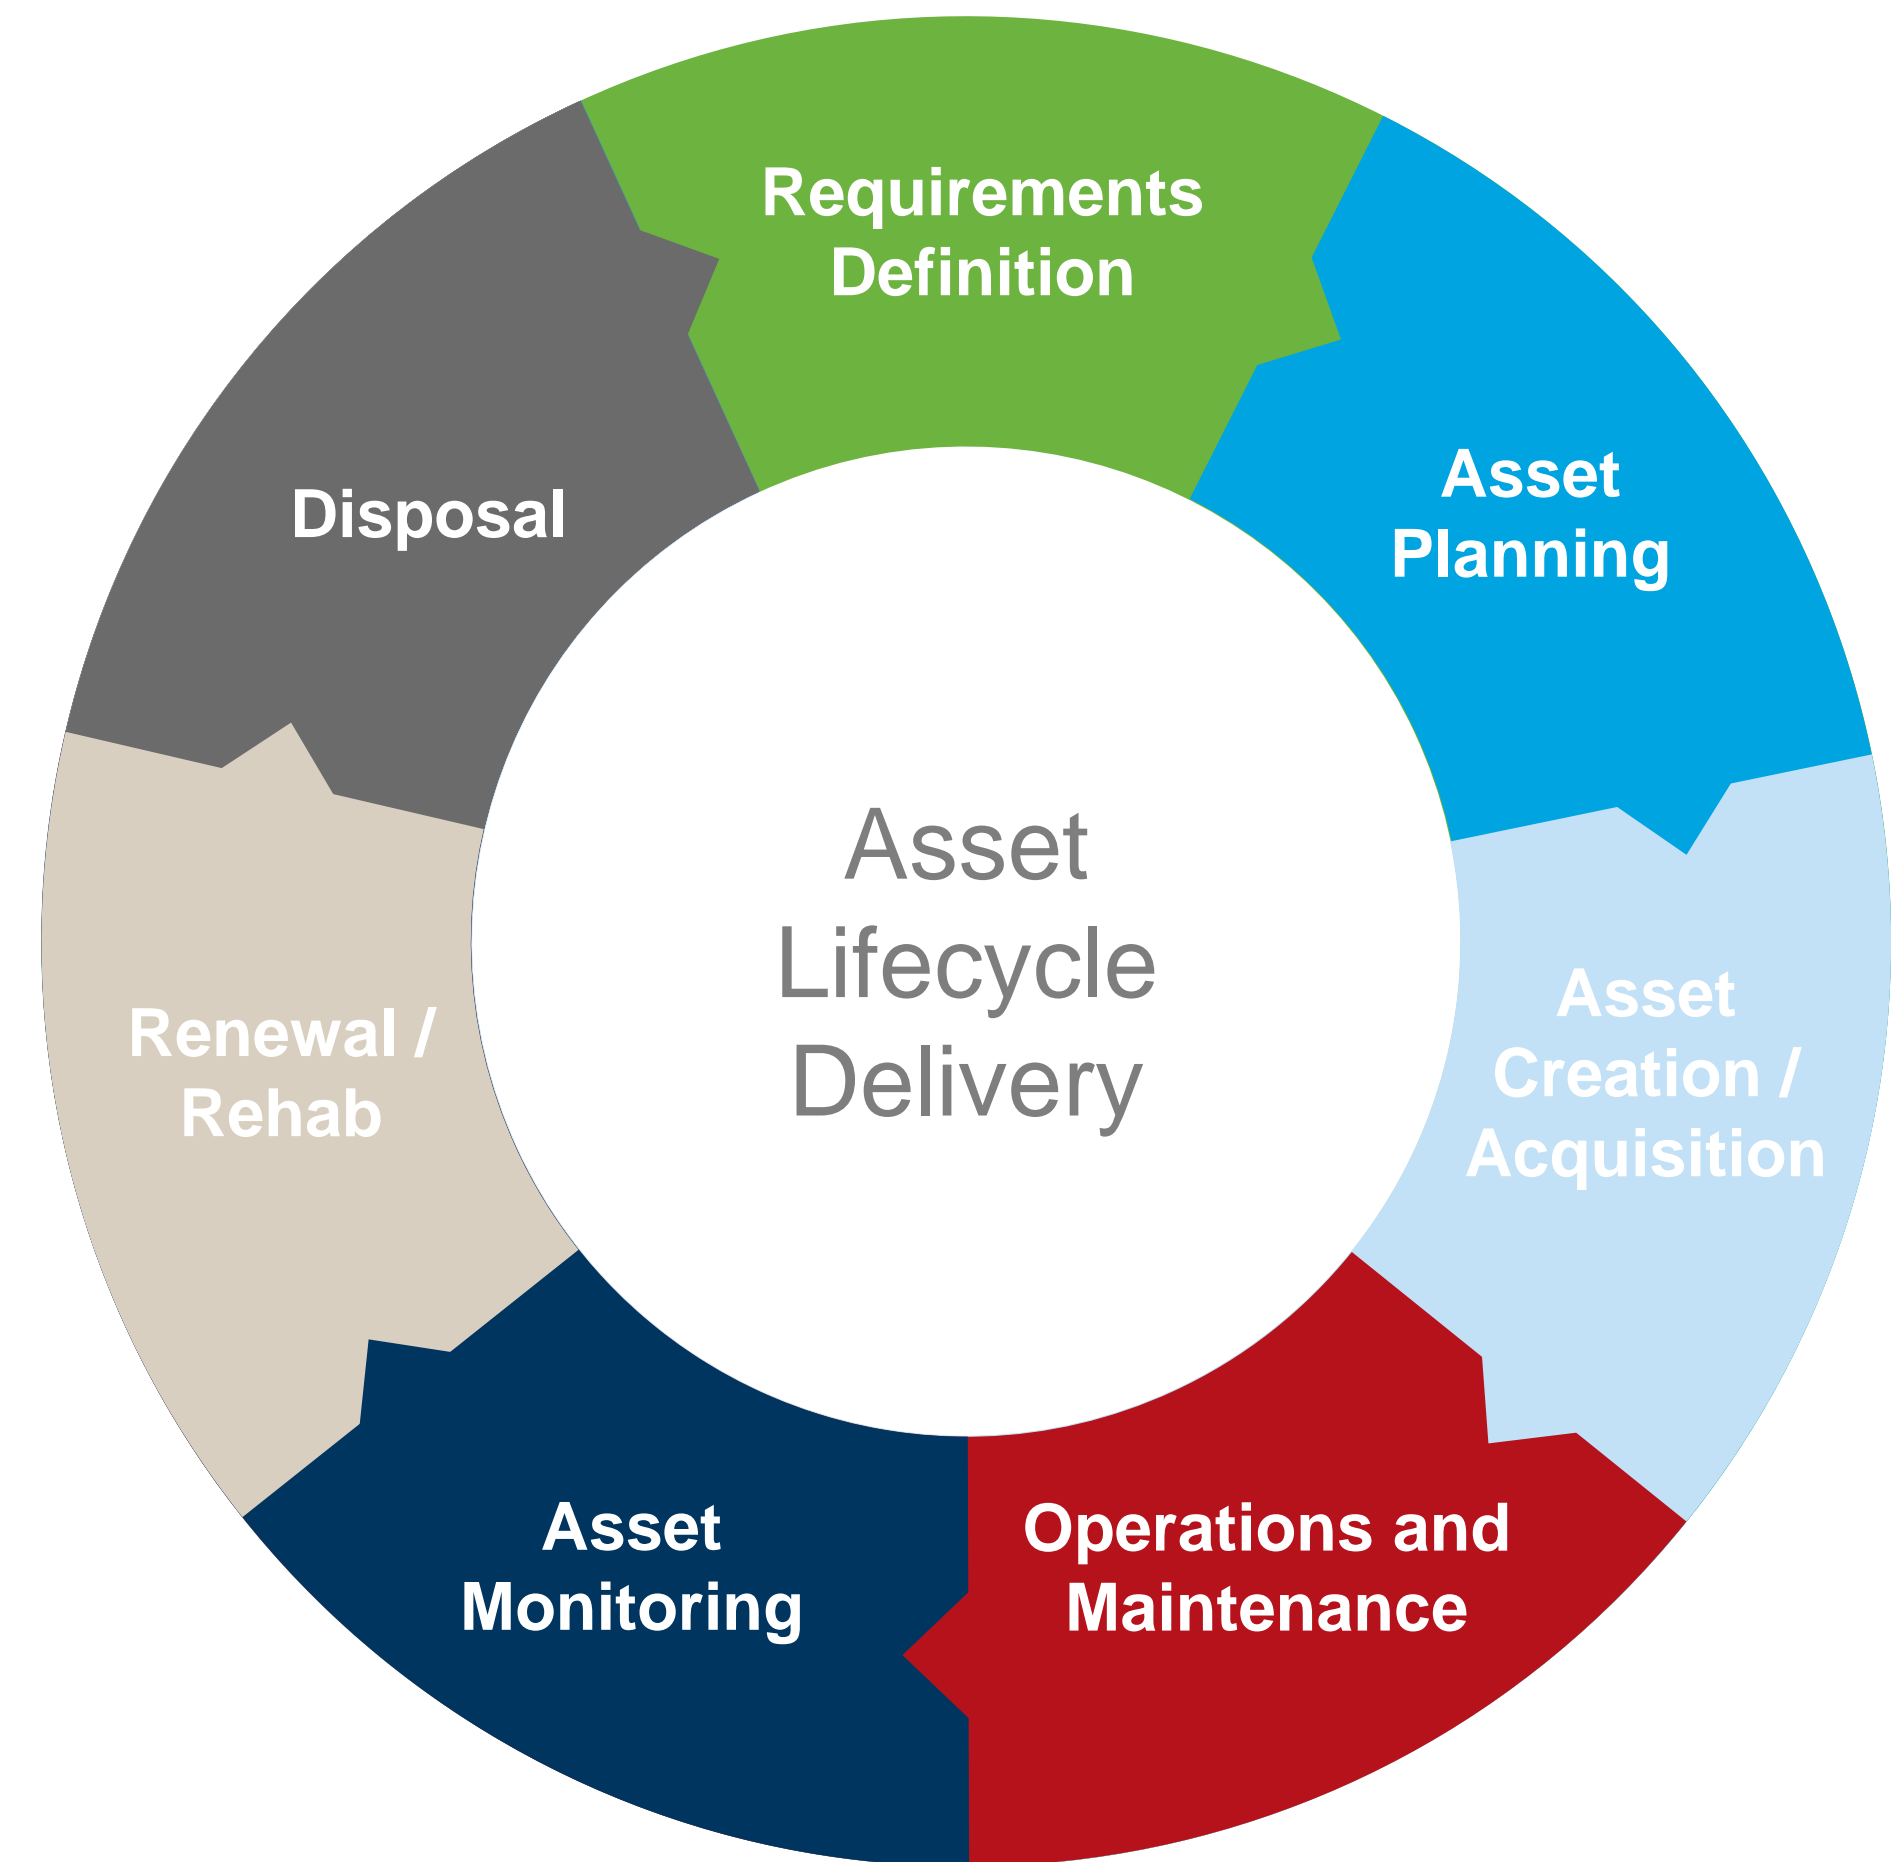 Requirements
Definition
Asset
Planning
Asset
Creation /
Acquisition
Operations and
Maintenance
Asset
Monitoring
Renewal /
Rehab
Disposal
Asset
Lifecycle
Delivery